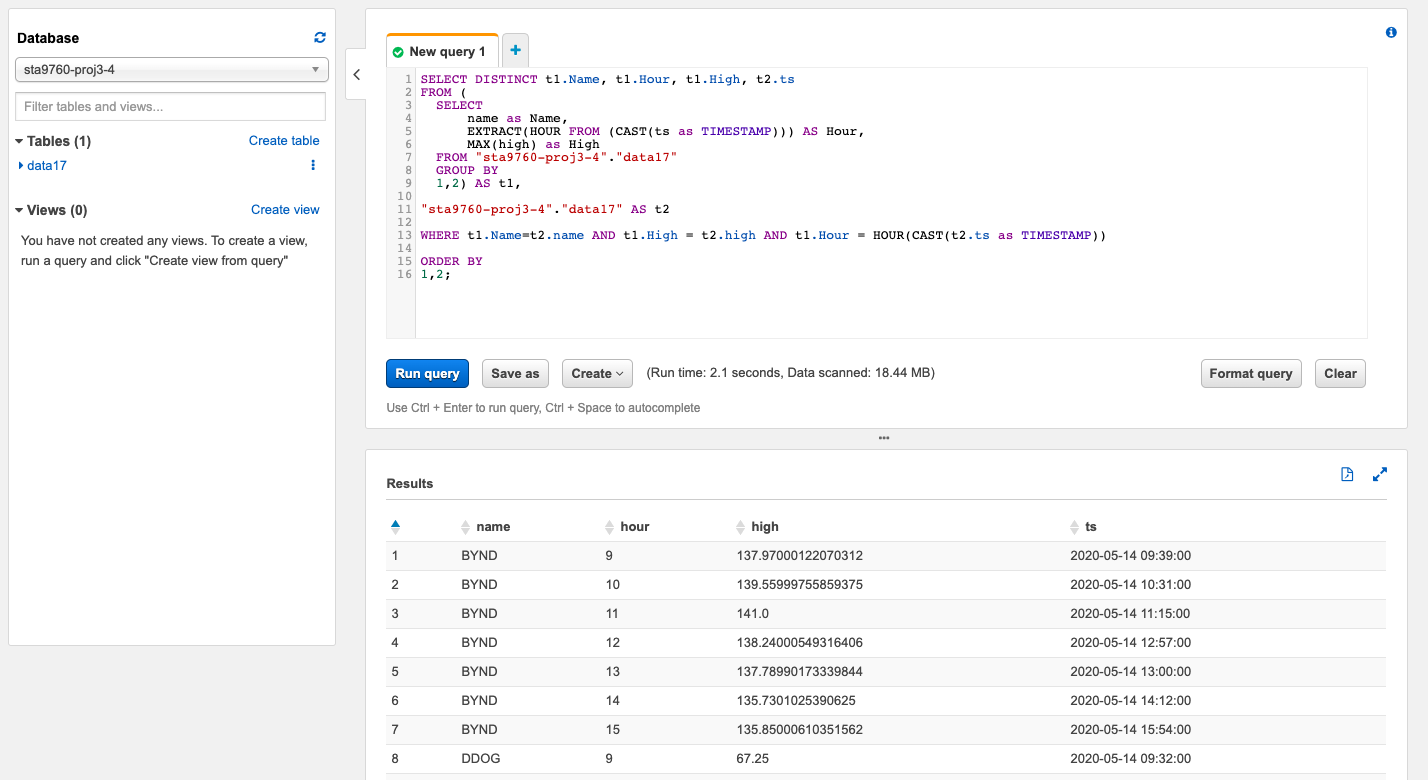 Database
sta9760-proj3-4
Filter tables and views...
Tables (1) Create table
data17
Views (0) Create view
You have not created any views. To create a view,
run a query and click "Create view from query"
New query 1
1 SELECT DISTINCT t1.Name, t1.Hour, t1.High, t2.ts
2 FROM (
3 SELECT
4 name as Name,
5 EXTRACT(HOUR FROM (CAST(ts as TIMESTAMP))) AS Hour,
6 MAX(high) as High
7 FROM "sta9760-proj3-4"."data17"
8 GROUP BY
9 1,2) AS t1,
10
11 "sta9760-proj3-4"."data17" AS t2
12
13 WHERE t1.Name=t2.name AND t1.High = t2.high AND t1.Hour = HOUR(CAST(t2.ts as TIMESTAMP))
14
15 ORDER BY
16 1,2;
Run query Save as Create (Run time: 2.1 seconds, Data scanned: 18.44 MB) Format query Clear
Use Ctrl + Enter to run query, Ctrl + Space to autocomplete
Results
name hour high ts
1 BYND 9 137.97000122070312 2020-05-14 09:39:00
2 BYND 10 139.55999755859375 2020-05-14 10:31:00
3 BYND 11 141.0 2020-05-14 11:15:00
4 BYND 12 138.24000549316406 2020-05-14 12:57:00
5 BYND 13 137.78990173339844 2020-05-14 13:00:00
6 BYND 14 135.7301025390625 2020-05-14 14:12:00
7 BYND 15 135.85000610351562 2020-05-14 15:54:00
8 DDOG 9 67.25 2020-05-14 09:32:00